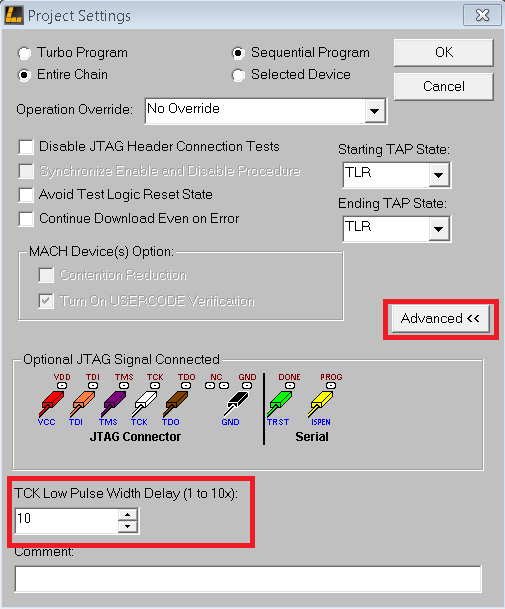 Project Settings
Turbo Program
Sequential Program
OK
Entire Chain
Selected Device
Cancel
Operation Override:
No Override
Disable JTAG Header Connection Tests
Starting TAP State:
Synchronize Enable and Disable Procedure
TLR
Avoid Test Logic Reset State
Ending TAP State:
Continue Download Even on Error
TLR
MACH Device(s) Option:
Contention Reduction
Turn On USERCODE Verification
Advanced <<
Optional JTAG Signal Connected
VDD TDI TMS TCK TDO NC GND DONE PROG
VCC TDI TMS TCK TDO GND TRST ISPEN
JTAG Connector Serial
TCK Low Pulse Width Delay (1 to 10x):
10
Comment: